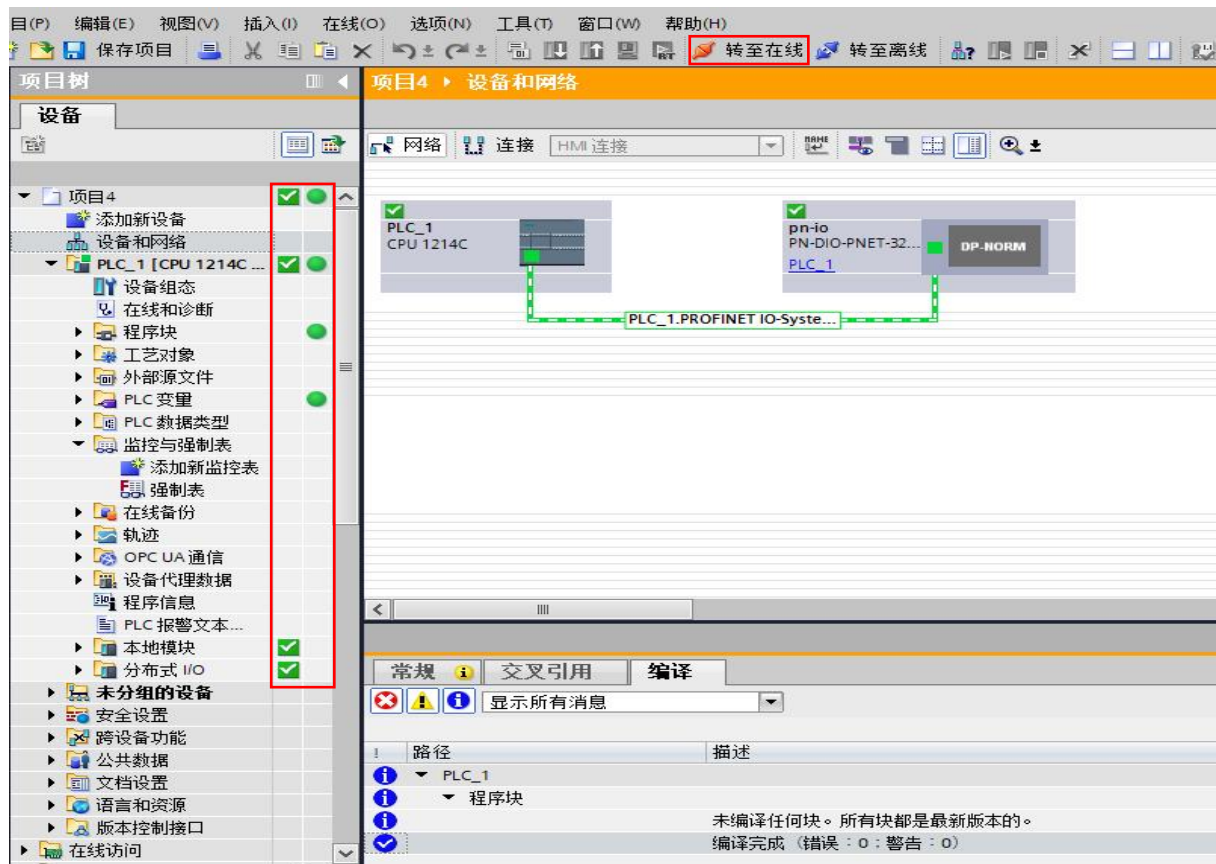 目(P) 编辑(E) 视图(V) 插入(I) 在线(O) 选项(N) 工具(T) 窗口(W) 帮助(H)
保存项目 转至在线 转至离线
项目树
项目4 设备和网络
设备
网络 连接 HMI 连接
项目4
添加新设备
设备和网络
PLC_1 [CPU 1214C ...
设备组态
在线和诊断
程序块
工艺对象
外部源文件
PLC 变量
PLC 数据类型
监控与强制表
添加新监控表
强制表
在线备份
轨迹
OPC UA 通信
设备代理数据
程序信息
PLC 报警文本...
本地模块
分布式 I/O
未分组的设备
安全设置
跨设备功能
公共数据
文档设置
语言和资源
版本控制接口
在线访问
PLC_1
CPU 1214C
pn-io
PN-DIO-PNET-32...
PLC_1
DP-NORM
PLC_1.PROFINET IO-Syste...
常规 交叉引用 编译
显示所有消息
! 路径 描述
PLC_1
程序块
未编译任何块。所有块都是最新版本的。
编译完成（错误：0；警告：0）